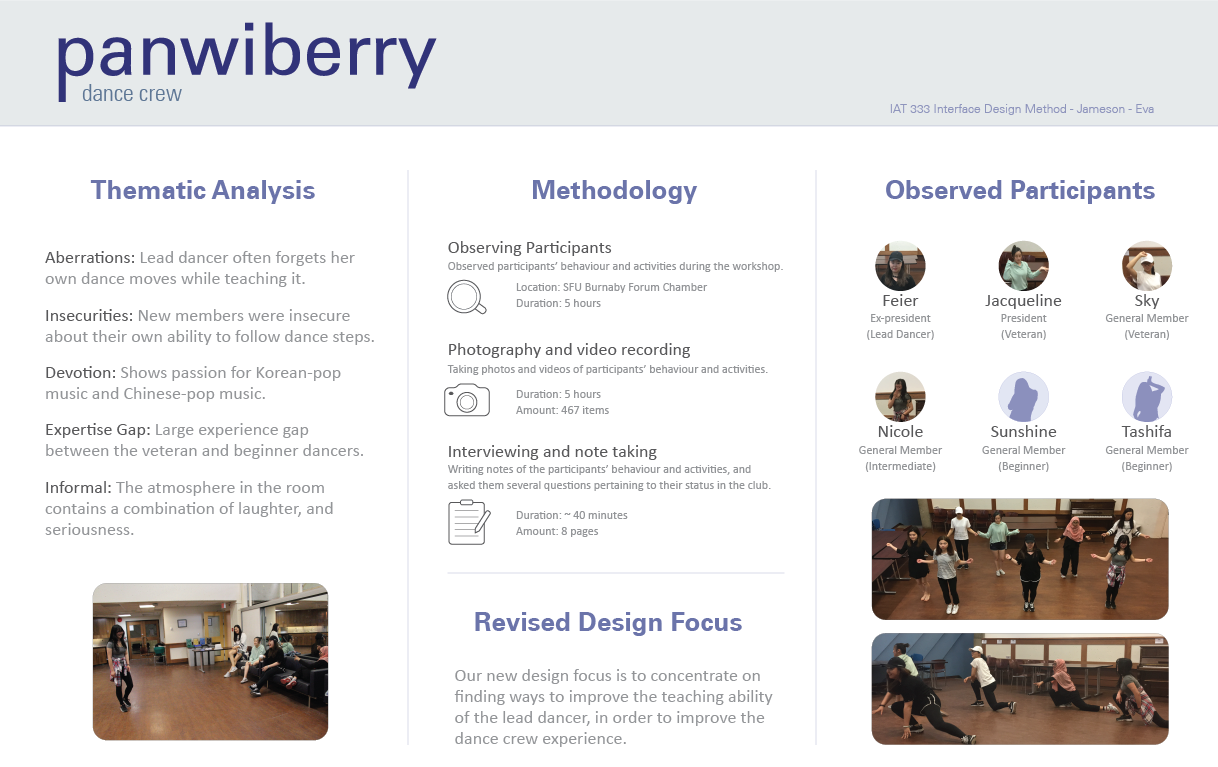 panwiberry
dance crew
IAT 333 Interface Design Method - Jameson - Eva
Thematic Analysis
Aberrations: Lead dancer often forgets her
own dance moves while teaching it.
Insecurities: New members were insecure
about their own ability to follow dance steps.
Devotion: Shows passion for Korean-pop
music and Chinese-pop music.
Expertise Gap: Large experience gap
between the veteran and beginner dancers.
Informal: The atmosphere in the room
contains a combination of laughter, and
seriousness.
Methodology
Observing Participants
Observed participants' behaviour and activities during the workshop.
Location: SFU Burnaby Forum Chamber
Duration: 5 hours
Photography and video recording
Taking photos and videos of participants' behaviour and activities.
Duration: 5 hours
Amount: 467 items
Interviewing and note taking
Writing notes of the participants' behaviour and activities, and
asked them several questions pertaining to their status in the club.
Duration: ~ 40 minutes
Amount: 8 pages
Revised Design Focus
Our new design focus is to concentrate on
finding ways to improve the teaching ability
of the lead dancer, in order to improve the
dance crew experience.
Observed Participants
Feier
Ex-president
(Lead Dancer)
Jacqueline
President
(Veteran)
Sky
General Member
(Veteran)
Nicole
General Member
(Intermediate)
Sunshine
General Member
(Beginner)
Tashifa
General Member
(Beginner)